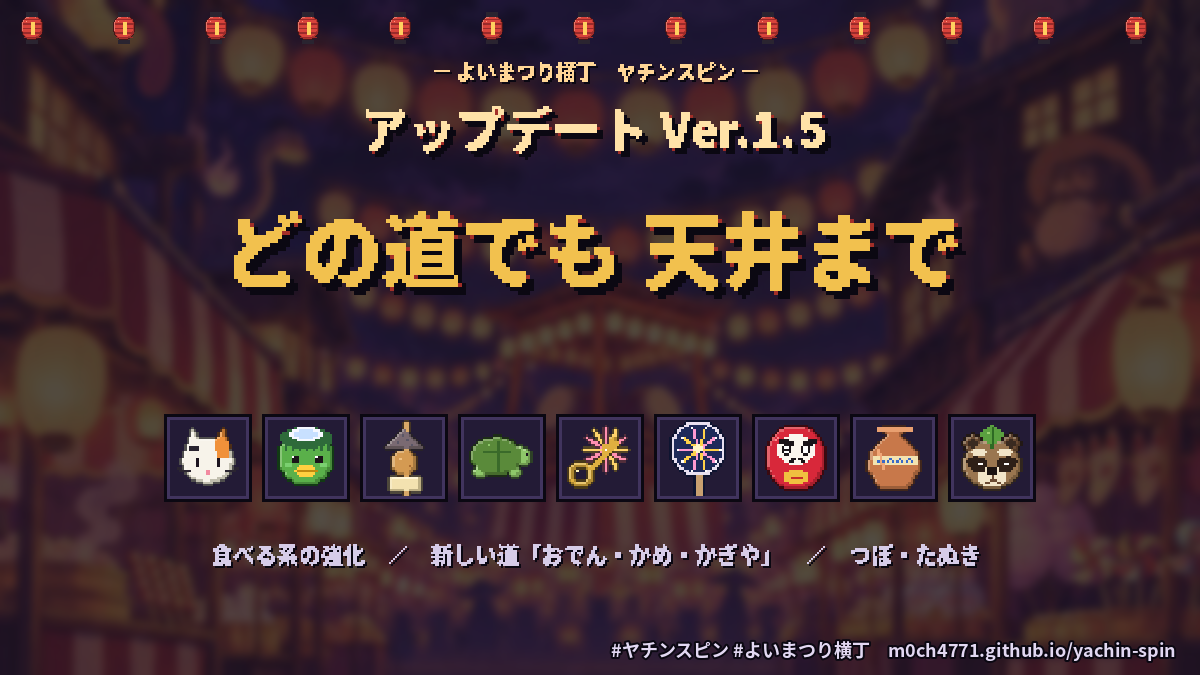 ー よいまつり横丁　ヤチンスピン ー
アップデート Ver.1.5
どの道でも 天井まで
食べる系の強化　／　新しい道「おでん・かめ・かぎや」　／　つぼ・たぬき
#ヤチンスピン #よいまつり横丁　m0ch4771.github.io/yachin-spin